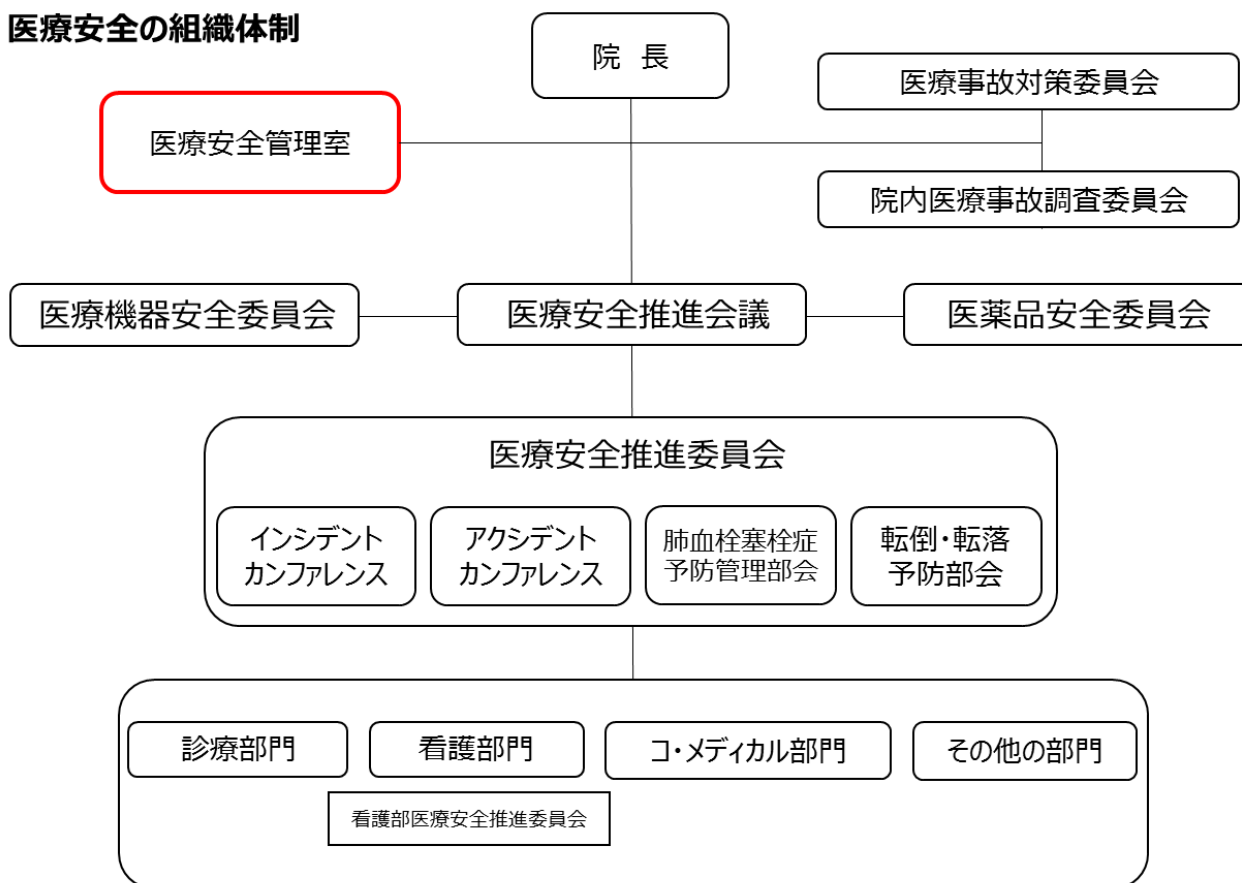 医療安全の組織体制
院 長
医療事故対策委員会
医療安全管理室
院内医療事故調査委員会
医療機器安全委員会
医療安全推進会議
医薬品安全委員会
医療安全推進委員会
インシデント
カンファレンス
アクシデント
カンファレンス
肺血栓塞栓症
予防管理部会
転倒・転落
予防部会
診療部門
看護部門
コ・メディカル部門
その他の部門
看護部医療安全推進委員会